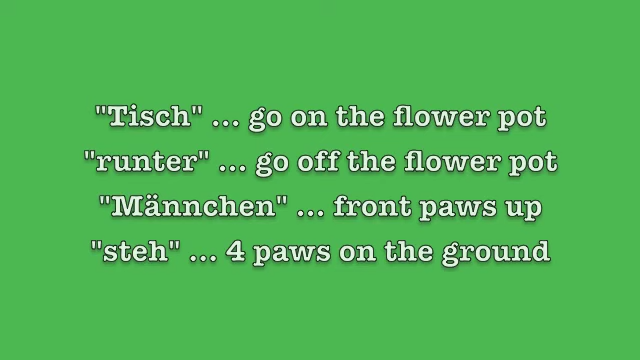 "Tisch" ... go on the flower pot
"runter" ... go off the flower pot
"Männchen" ... front paws up
"steh" ... 4 paws on the ground